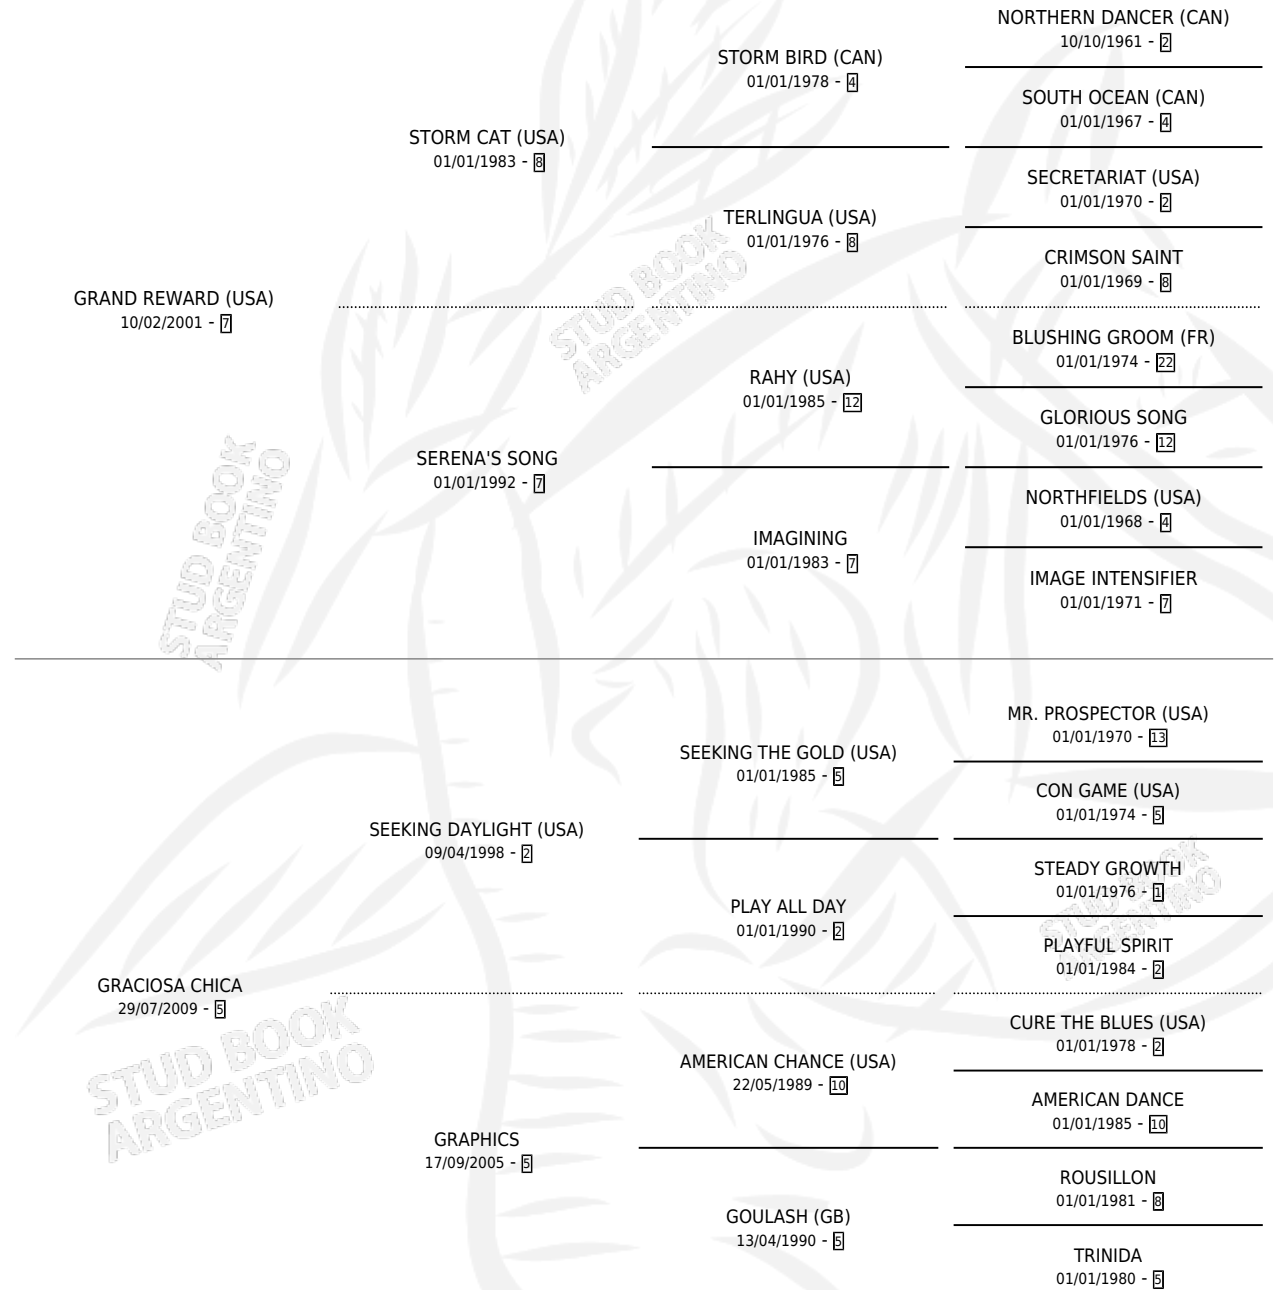 NORTHERN DANCER (CAN)
10/10/1961 - 2
STORM BIRD (CAN)
01/01/1978 - 4
SOUTH OCEAN (CAN)
01/01/1967 - 4
STORM CAT (USA)
01/01/1983 - 8
SECRETARIAT (USA)
01/01/1970 - 2
TERLINGUA (USA)
01/01/1976 - 8
CRIMSON SAINT
01/01/1969 - 8
GRAND REWARD (USA)
10/02/2001 - 7
BLUSHING GROOM (FR)
01/01/1974 - 22
RAHY (USA)
01/01/1985 - 12
GLORIOUS SONG
01/01/1976 - 12
SERENA'S SONG
01/01/1992 - 7
NORTHFIELDS (USA)
01/01/1968 - 4
IMAGINING
01/01/1983 - 7
IMAGE INTENSIFIER
01/01/1971 - 7
STUD BOOK
ARGENTINO
STUD BOOK
ARGENTINO
MR. PROSPECTOR (USA)
01/01/1970 - 13
SEEKING THE GOLD (USA)
01/01/1985 - 5
CON GAME (USA)
01/01/1974 - 5
SEEKING DAYLIGHT (USA)
09/04/1998 - 2
STEADY GROWTH
01/01/1976 - 1
PLAY ALL DAY
01/01/1990 - 2
PLAYFUL SPIRIT
01/01/1984 - 2
GRACIOSA CHICA
29/07/2009 - 5
CURE THE BLUES (USA)
01/01/1978 - 2
AMERICAN CHANCE (USA)
22/05/1989 - 10
AMERICAN DANCE
01/01/1985 - 10
GRAPHICS
17/09/2005 - 5
ROUSILLON
01/01/1981 - 8
GOULASH (GB)
13/04/1990 - 5
TRINIDA
01/01/1980 - 5
STUD BOOK
ARGENTINO
STUD BOOK
ARGENTINO